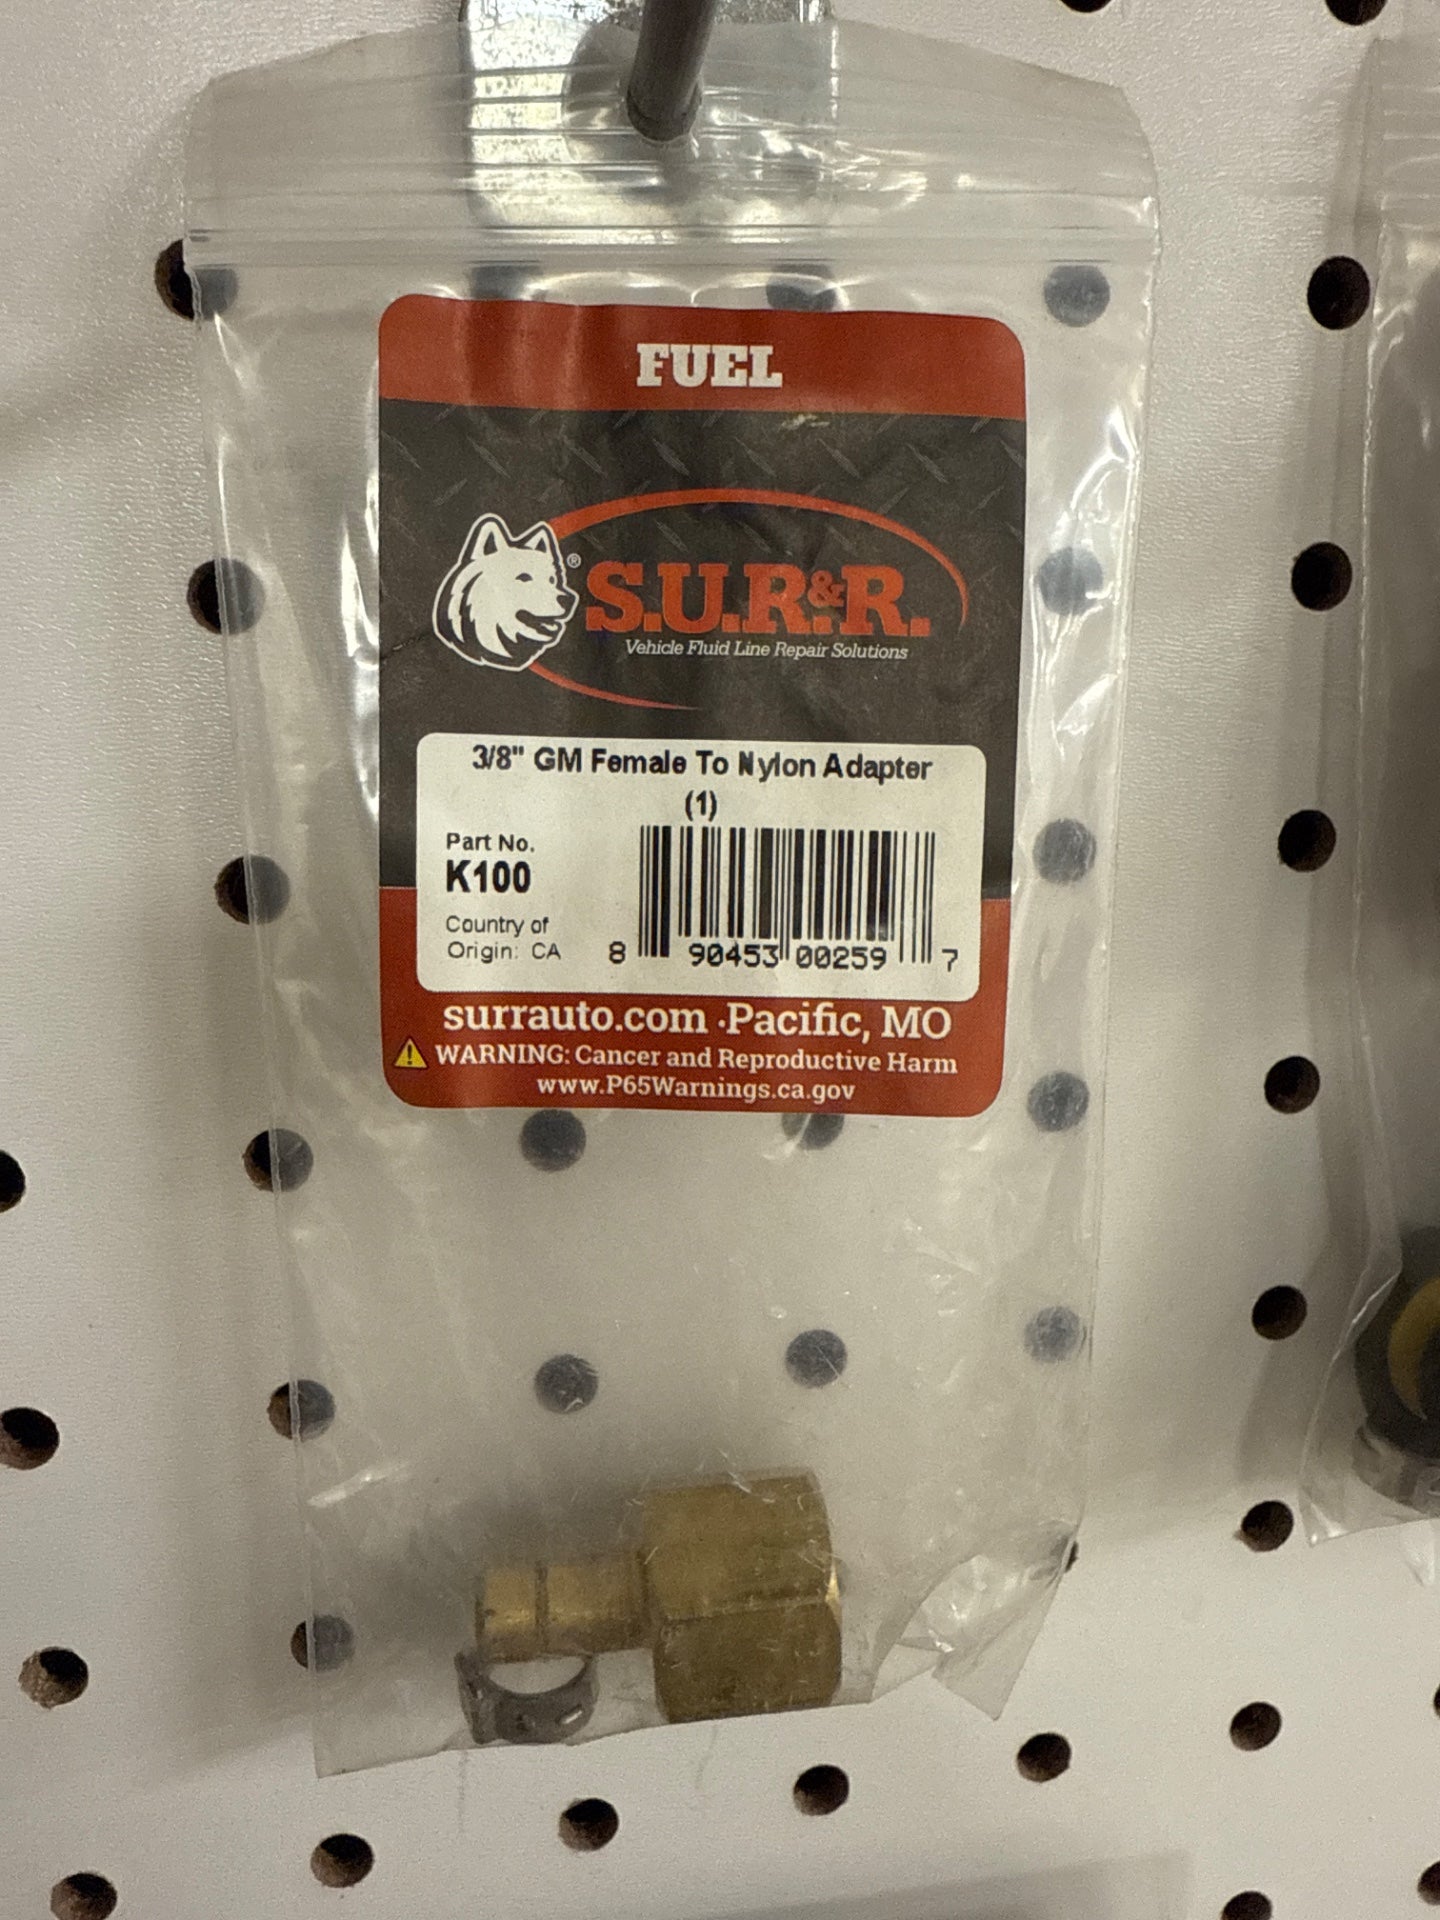 FUEL
S.U.R.&R.®
Vehicle Fluid Line Repair Solutions
3/8" GM Female To Nylon Adapter
(1)
Part No.
K100
Country of
Origin: CA
8 90453 00259 7
surrauto.com · Pacific, MO
WARNING: Cancer and Reproductive Harm
www.P65Warnings.ca.gov